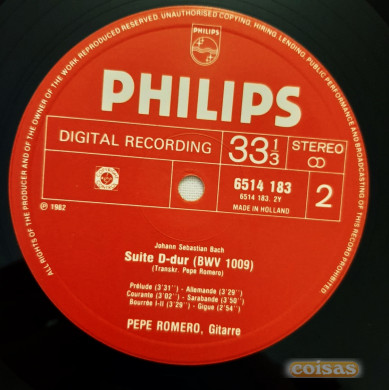 ALL RIGHTS OF THE PRODUCER AND OF THE OWNER OF THE WORK REPRODUCED RESERVED. UNAUTHORISED COPYING, HIRING, LENDING, PUBLIC PERFORMANCE AND BROADCASTING OF THIS RECORD PROHIBITED
PHILIPS
PHILIPS
DIGITAL RECORDING
33 1/3
STEREO
6514 183
6514 183. 2Y
MADE IN HOLLAND
2
℗ 1982
Johann Sebastian Bach
Suite D-dur (BWV 1009)
(Transkr. Pepe Romero)
Prélude (3'31'') - Allemande (3'29'')
Courante (3'02'') - Sarabande (3'50'')
Bourrée I-II (3'29'') - Gigue (2'54'')
PEPE ROMERO, Gitarre
coisas